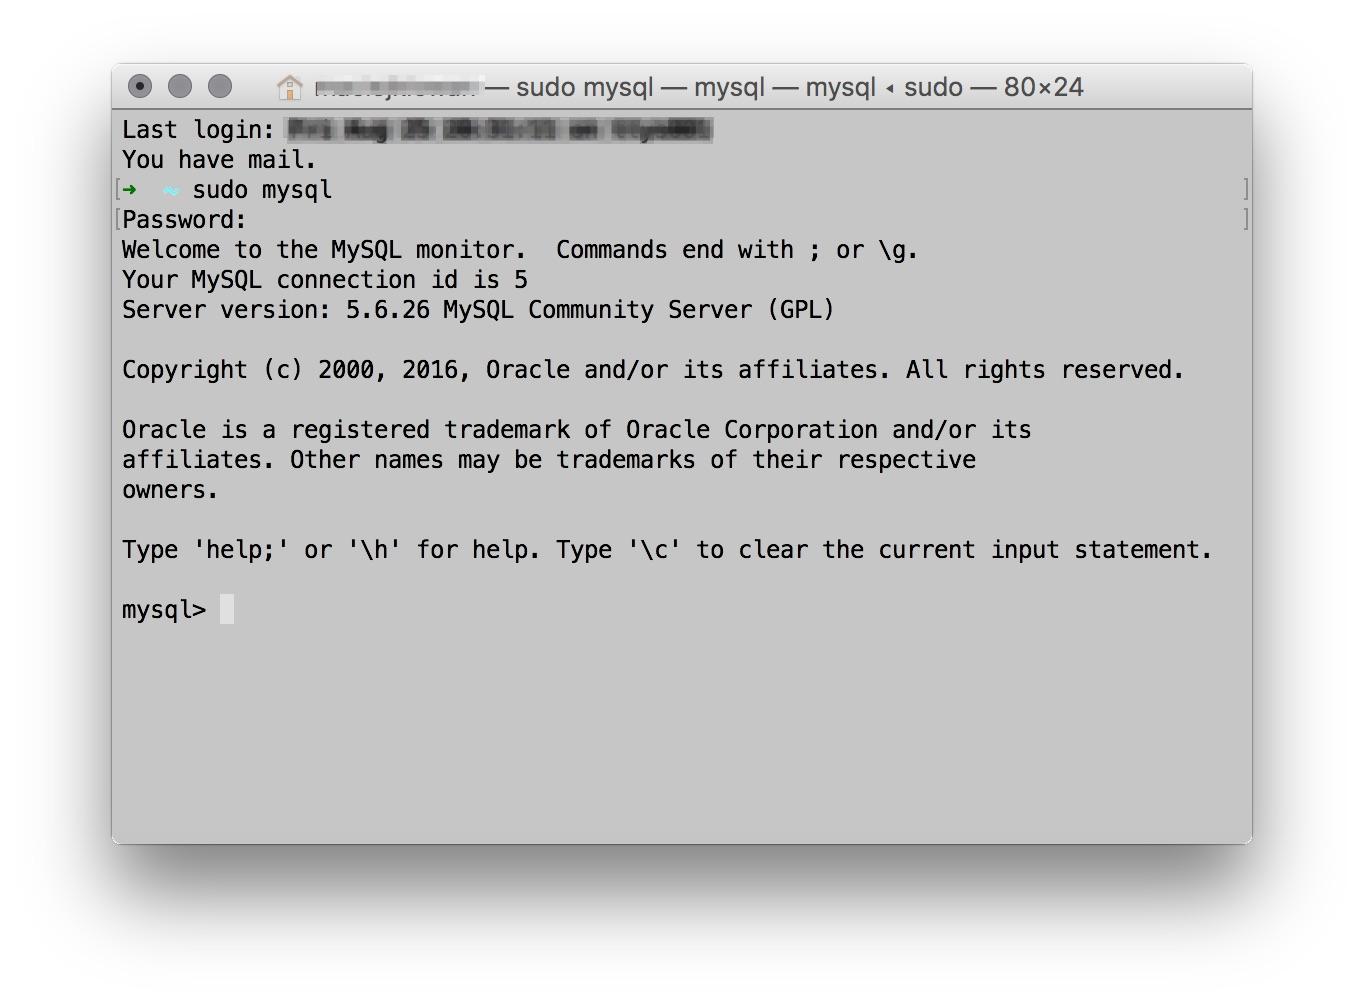 — sudo mysql — mysql — mysql ◂ sudo — 80×24
Last login:
You have mail.
[➜  ~ sudo mysql ]
[Password: ]
Welcome to the MySQL monitor.  Commands end with ; or \g.
Your MySQL connection id is 5
Server version: 5.6.26 MySQL Community Server (GPL)
Copyright (c) 2000, 2016, Oracle and/or its affiliates. All rights reserved.
Oracle is a registered trademark of Oracle Corporation and/or its
affiliates. Other names may be trademarks of their respective
owners.
Type 'help;' or '\h' for help. Type '\c' to clear the current input statement.
mysql>